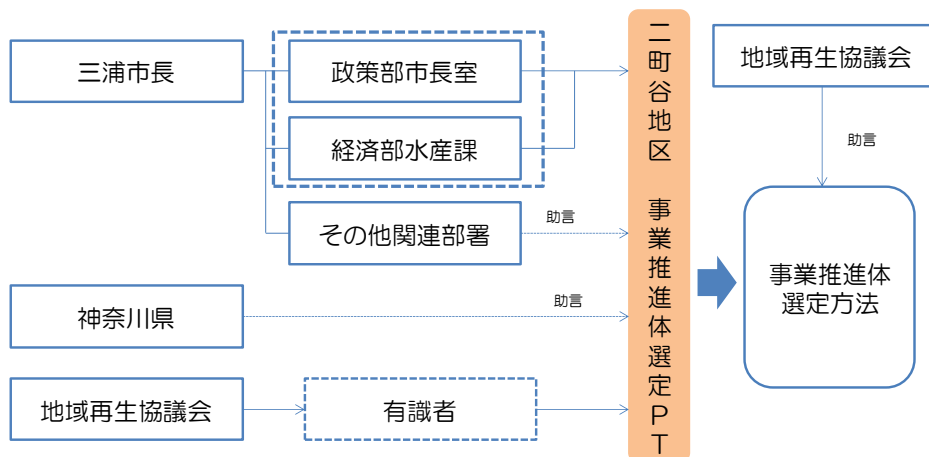 三浦市長
政策部市長室
経済部水産課
その他関連部署
助言
神奈川県
助言
地域再生協議会
有識者
二町谷地区 事業推進体選定PT
地域再生協議会
助言
事業推進体
選定方法